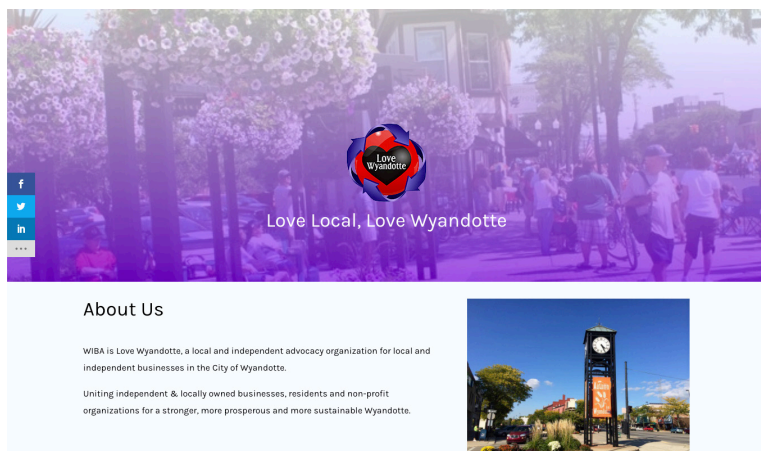 Love
Wyandotte
Love Local, Love Wyandotte
About Us
WIBA is Love Wyandotte, a local and independent advocacy organization for local and
independent businesses in the City of Wyandotte.
Uniting independent & locally owned businesses, residents and non-profit
organizations for a stronger, more prosperous and more sustainable Wyandotte.